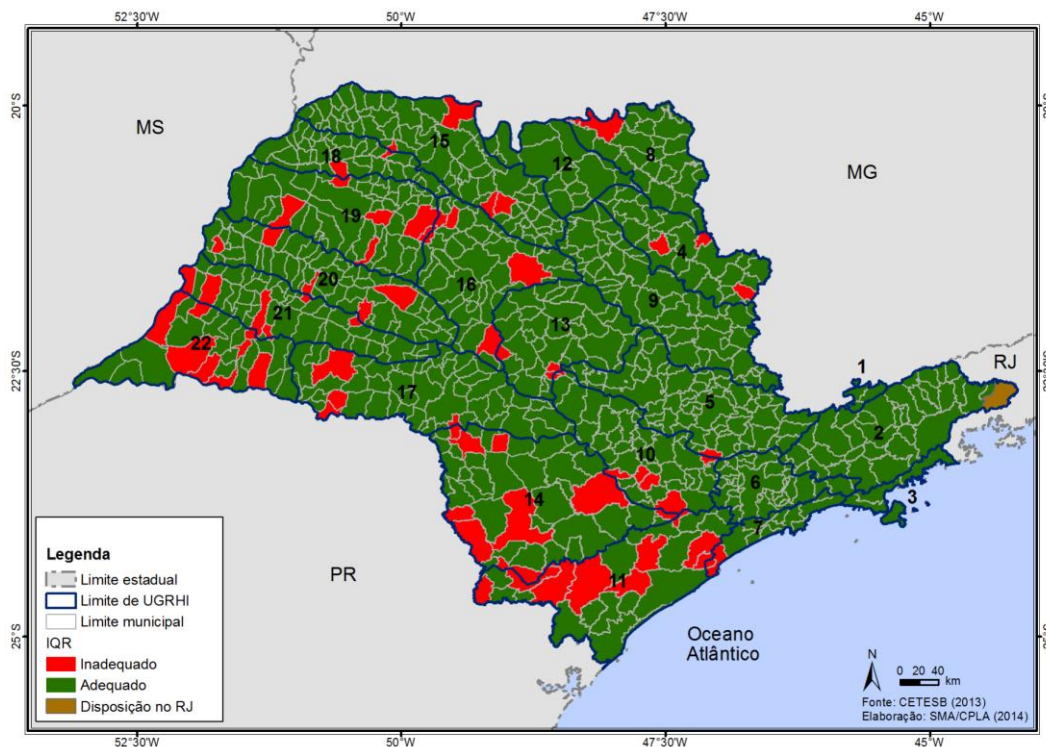 52°30'W 50°W 47°30'W 45°W
20°S
20°S
MS
MG
15
18
12
8
19
4
20
16
9
21
13
22
22°30'S
1
RJ
17
5
2
10
6
3
14
7
11
PR
Legenda
Limite estadual
Limite de UGRHI
Limite municipal
IQR
Inadequado
Adequado
Disposição no RJ
25°S
Oceano
Atlântico
N
0 20 40
km
Fonte: CETESB (2013)
Elaboração: SMA/CPLA (2014)
52°30'W 50°W 47°30'W 45°W